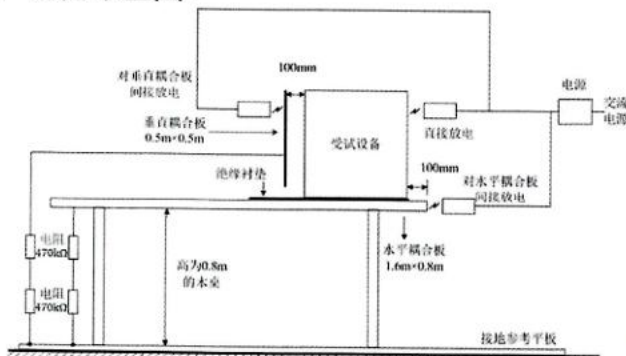 对垂直耦合板
间接放电
100mm
垂直耦合板
0.5m×0.5m
受试设备
直接放电
电源
交流
电源
绝缘衬垫
100mm
对水平耦合板
间接放电
水平耦合板
1.6m×0.8m
电阻
470kΩ
电阻
470kΩ
高为0.8m
的木桌
接地参考平板